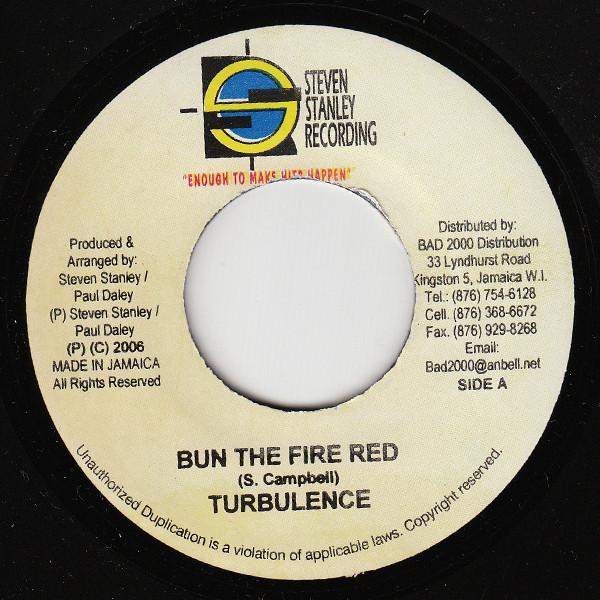 STEVEN
STANLEY
RECORDING
"ENOUGH TO MAKE HITS HAPPEN"
Produced &
Arranged by:
Steven Stanley /
Paul Daley
(P) Steven Stanley /
Paul Daley
(P) (C) 2006
MADE IN JAMAICA
All Rights Reserved
Distributed by:
BAD 2000 Distribution
33 Lyndhurst Road
Kingston 5, Jamaica W.I.
Tel.: (876) 754-6128
Cell. (876) 368-6672
Fax. (876) 929-8268
Email:
Bad2000@anbell.net
SIDE A
BUN THE FIRE RED
(S. Campbell)
TURBULENCE
Unauthorized Duplication is a violation of applicable laws. Copyright reserved.